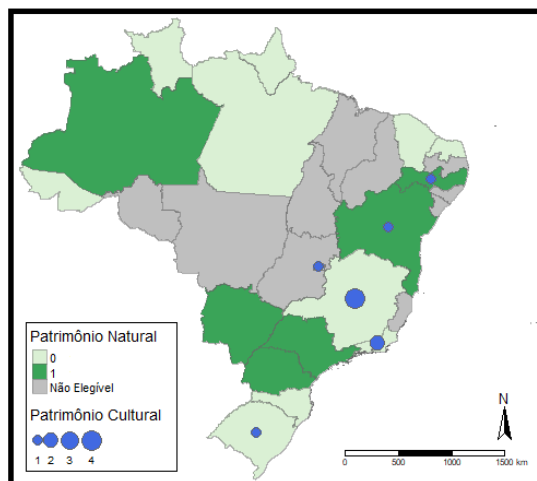 Patrimônio Natural
0
1
Não Elegível
Patrimônio Cultural
1 2 3 4
N
0 500 1000 1500 km